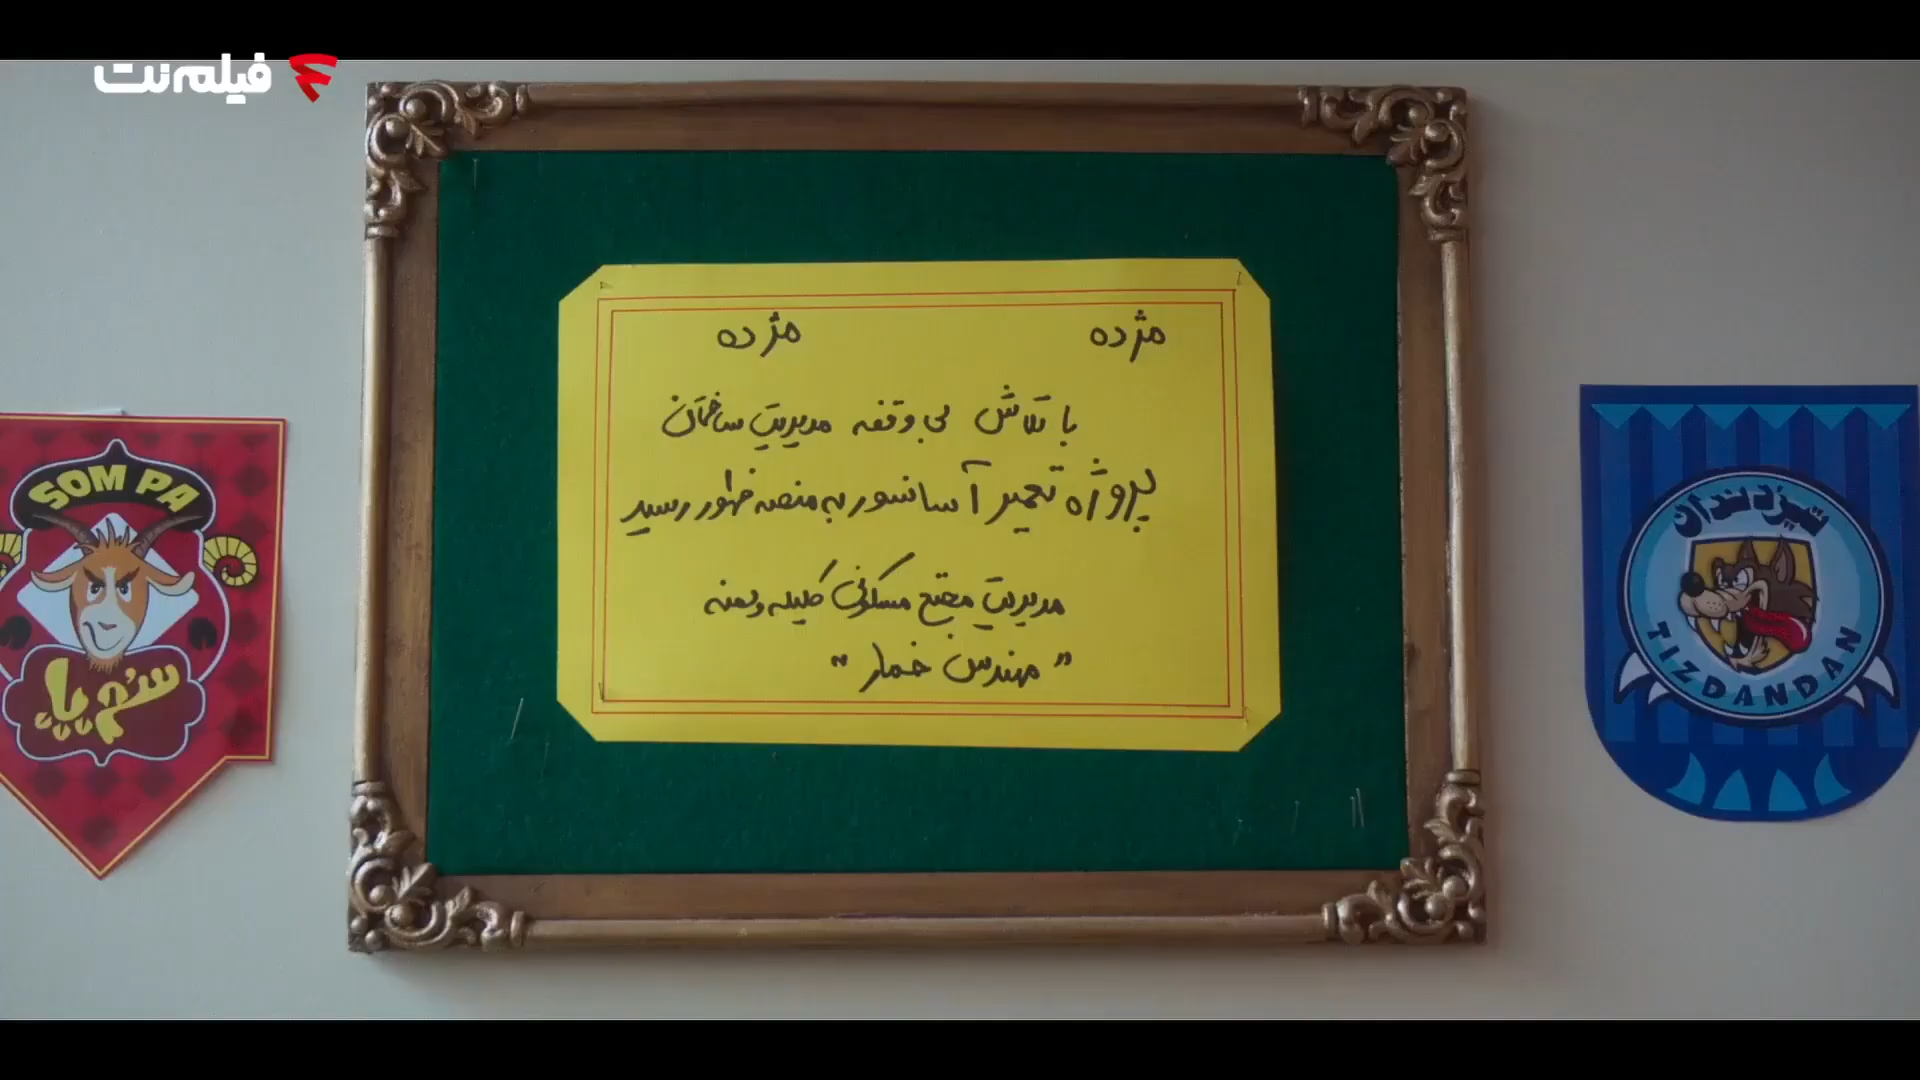 فیلم‌نت
مژده مژده
با تلاش بی وقفه مدیریت ساختمان
پروژه تعمیر آسانسور به منصه ظهور رسید
مدیریت مجتمع مسکونی کلیله و دمنه
"مهندس خمار"
SOM PA
سم پا
تیزدندان
TIZDANDAN